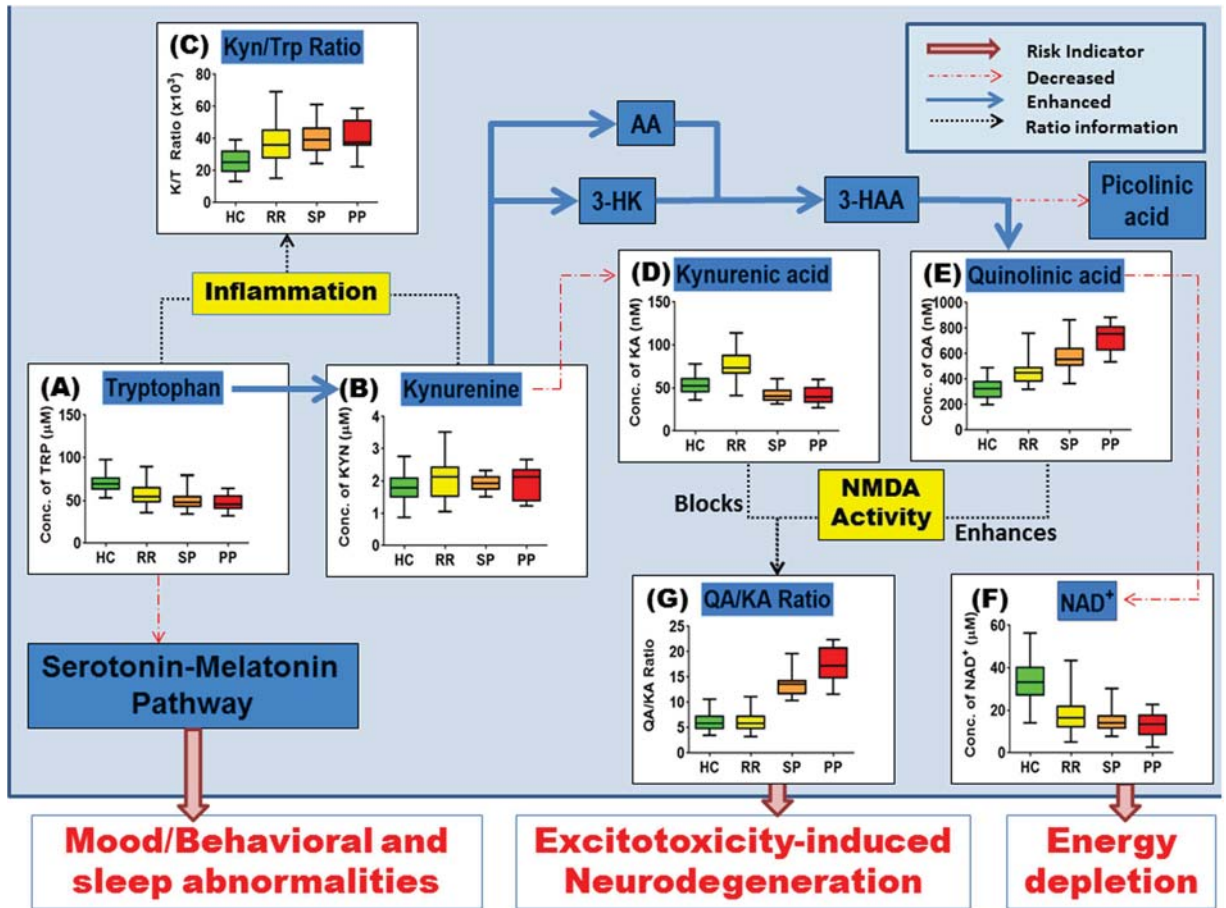 (C) Kyn/Trp Ratio
K/T Ratio (x10³)
80
60
40
20
0
HC RR SP PP
Risk Indicator
Decreased
Enhanced
Ratio information
AA
3-HK
3-HAA
Picolinic
acid
Inflammation
(A) Tryptophan
Conc. of TRP (µM)
150
100
50
0
HC RR SP PP
(B) Kynurenine
Conc. of KYN (µM)
4
3
2
1
0
HC RR SP PP
(D) Kynurenic acid
Conc. of KA (nM)
150
100
50
0
HC RR SP PP
(E) Quinolinic acid
Conc. of QA (nM)
1000
800
600
400
200
0
HC RR SP PP
Blocks
NMDA
Activity
Enhances
(G) QA/KA Ratio
QA/KA Ratio
25
20
15
10
5
0
HC RR SP PP
(F) NAD⁺
Conc. of NAD⁺ (µM)
60
40
20
0
HC RR SP PP
Serotonin-Melatonin
Pathway
Mood/Behavioral and
sleep abnormalities
Excitotoxicity-induced
Neurodegeneration
Energy
depletion